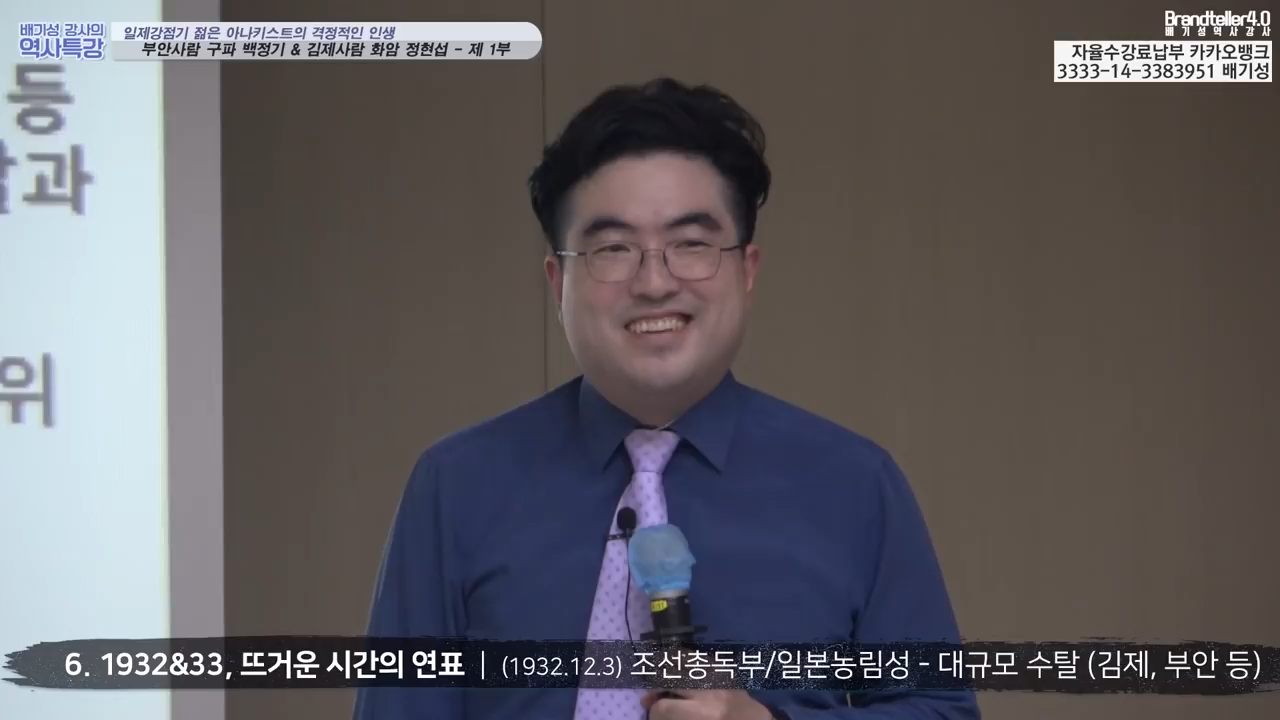 배기성 강사의
역사특강
일제강점기 젊은 아나키스트의 격정적인 인생
부안사람 구파 백정기 & 김제사람 화암 정현섭 - 제 1부
Brandteller4.0
배기성역사강사
자율수강료납부 카카오뱅크
3333-14-3383951 배기성
등
과
위
6. 1932&33, 뜨거운 시간의 연표 | (1932.12.3) 조선총독부/일본농림성 - 대규모 수탈 (김제, 부안 등)